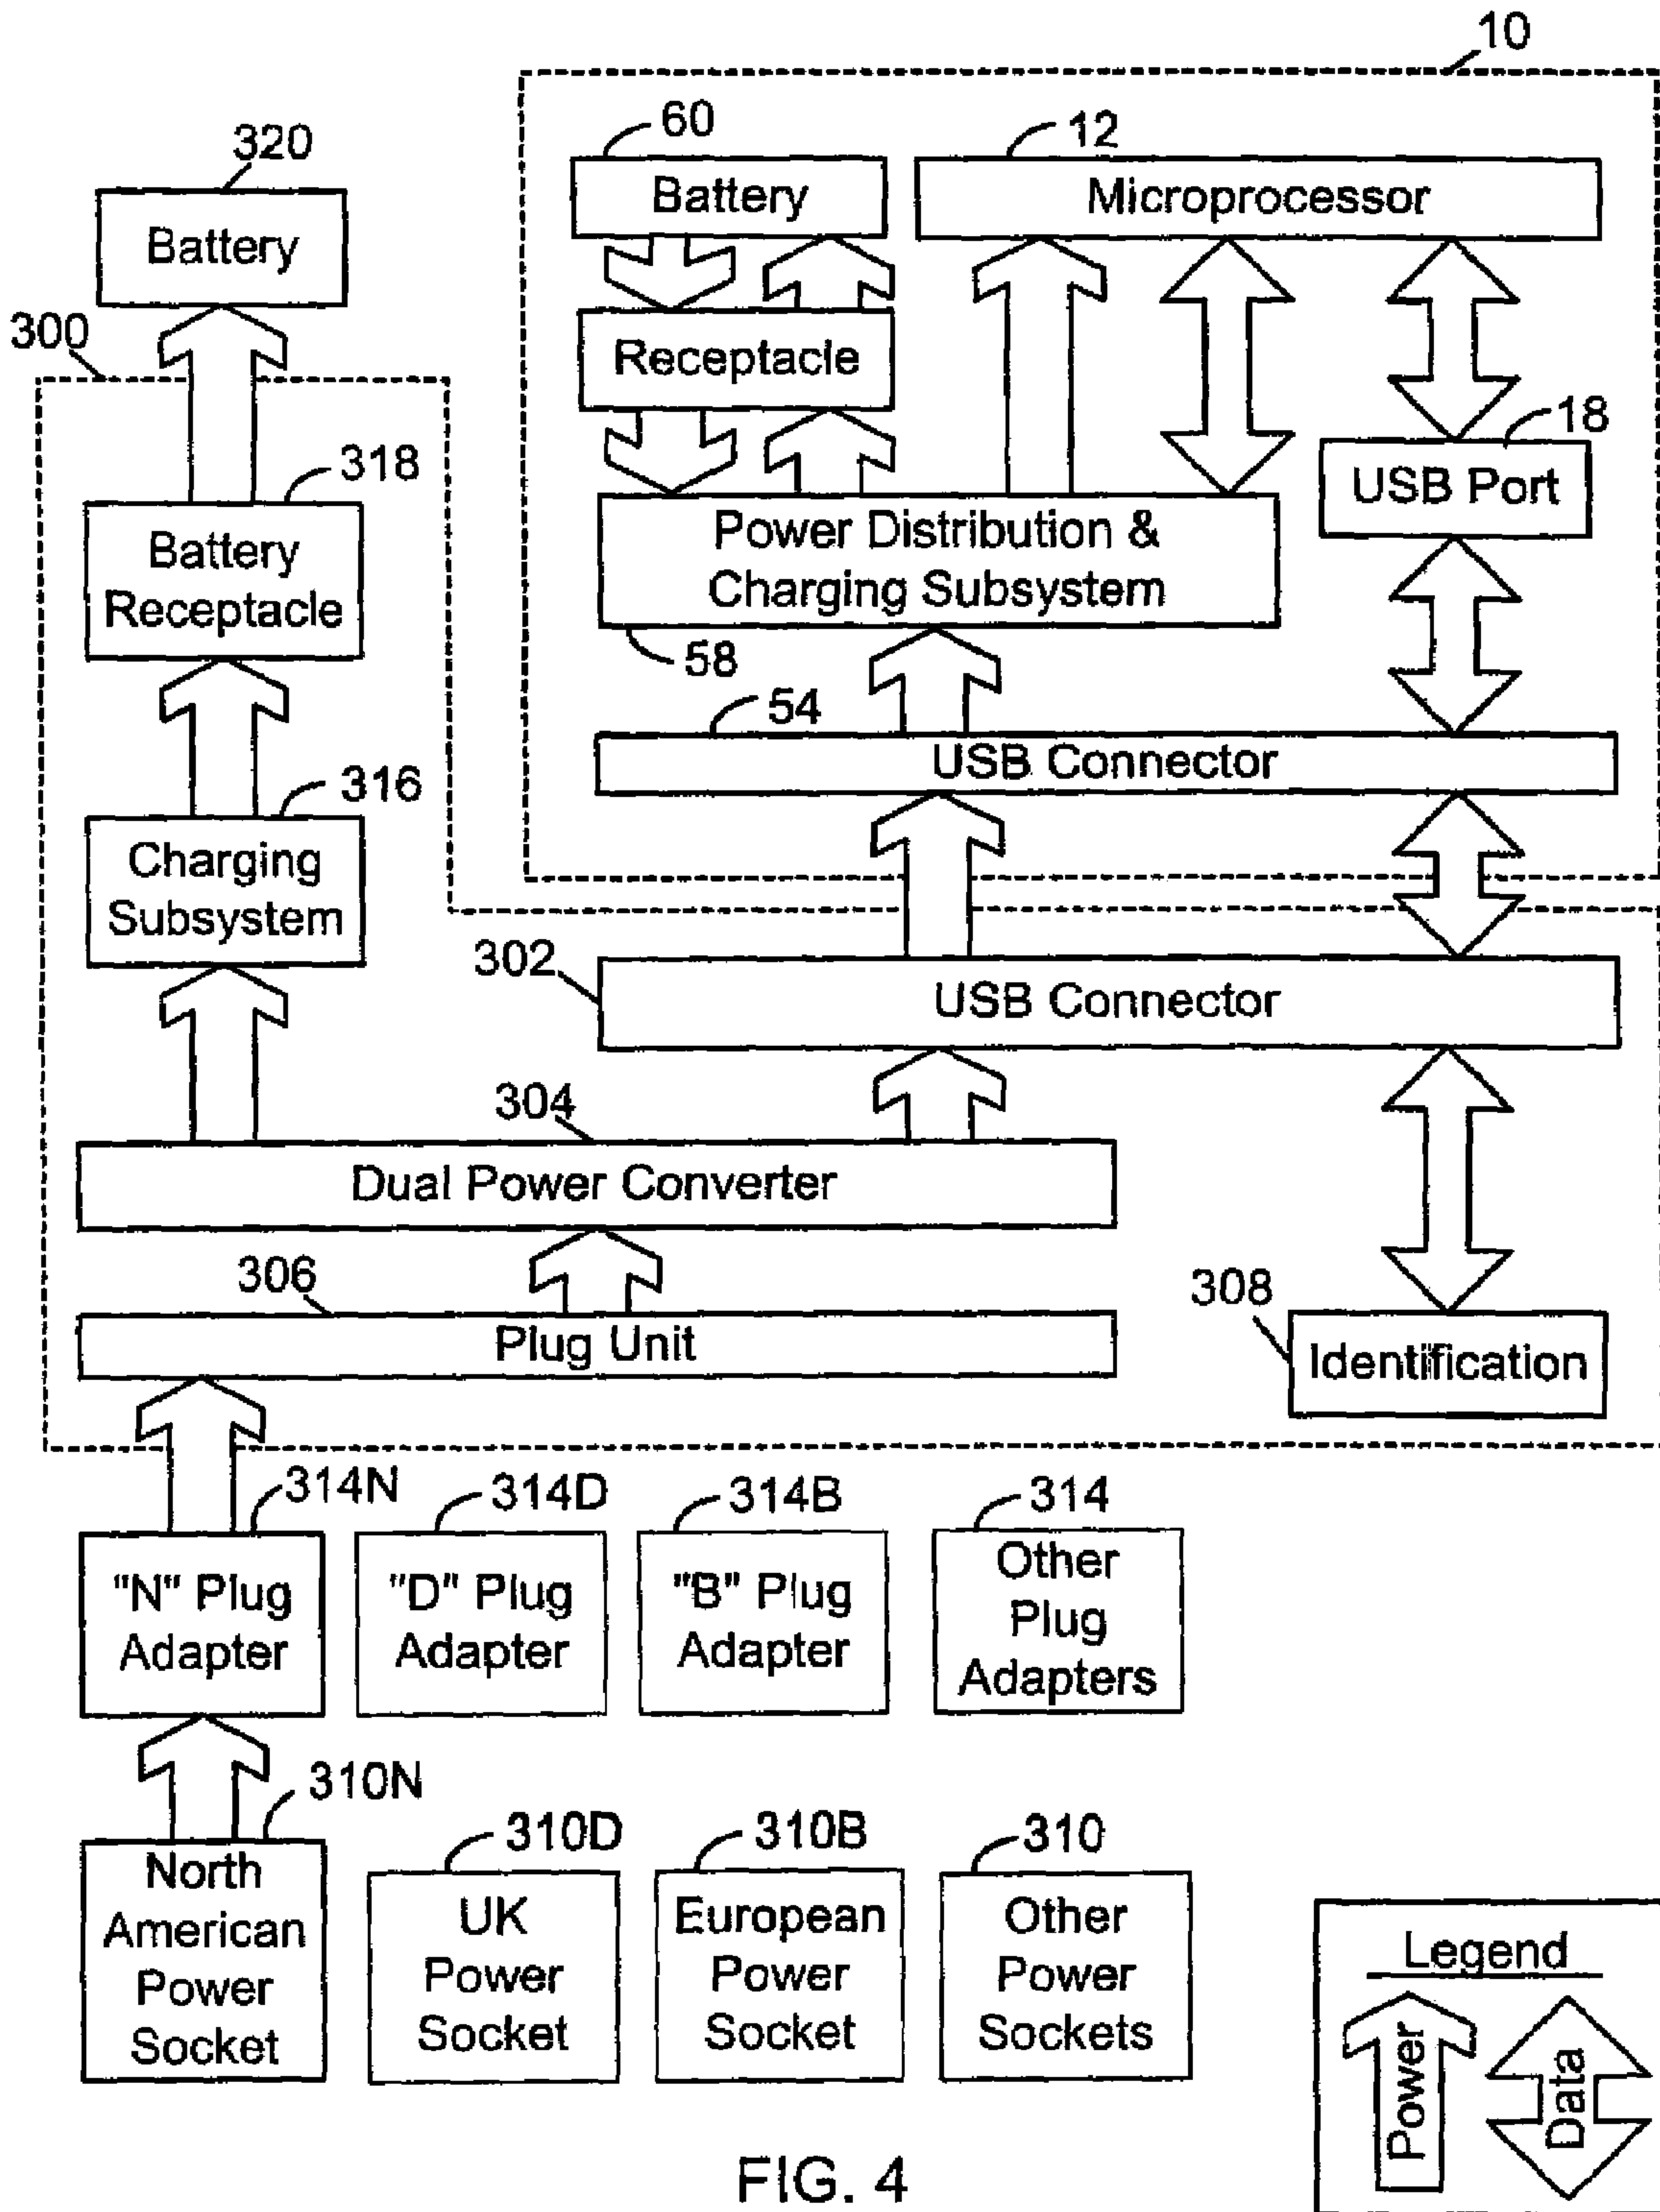 10
60
12
320
Battery
Microprocessor
Battery
300
Receptacle
18
318
USB Port
Battery
Receptacle
Power Distribution &
Charging Subsystem
58
54
USB Connector
316
Charging
Subsystem
302
USB Connector
304
Dual Power Converter
306
Plug Unit
308
Identification
314N
314D
314B
314
"N" Plug
Adapter
"D" Plug
Adapter
"B" Plug
Adapter
Other
Plug
Adapters
310N
310D
310B
310
North
American
Power
Socket
UK
Power
Socket
European
Power
Socket
Other
Power
Sockets
Legend
Power
Data
FIG. 4